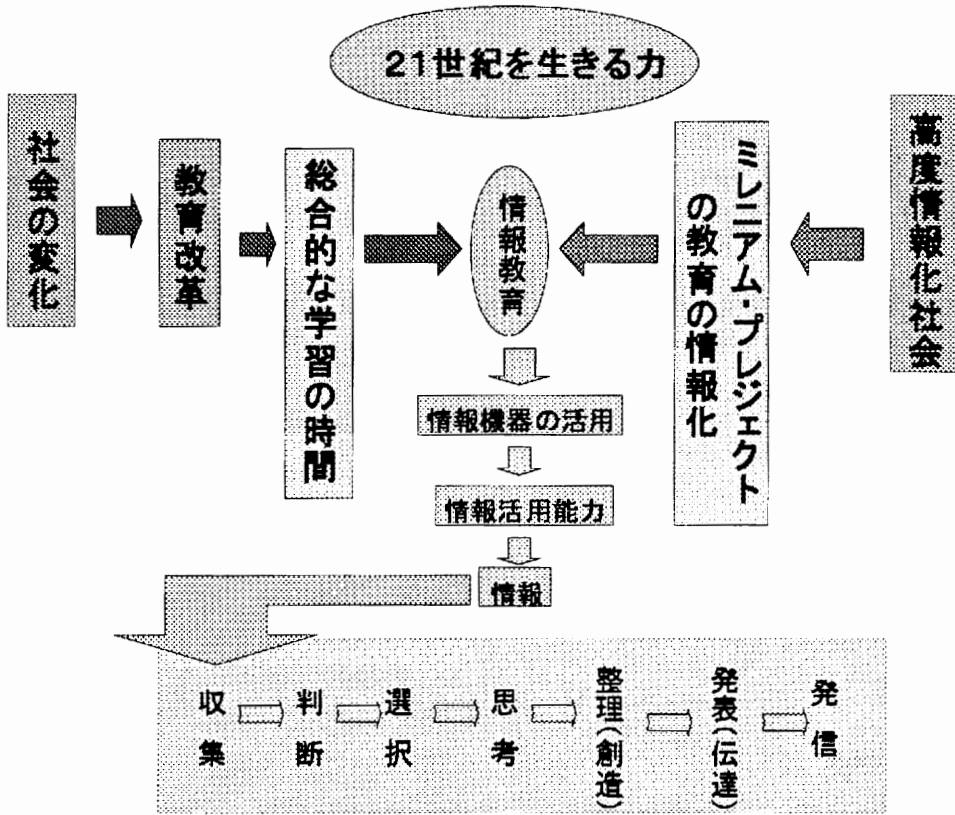 21世紀を生きる力
社会の変化
教育改革
総合的な学習の時間
情報教育
ミレニアム・プレジェクト
の教育の情報化
高度情報化社会
情報機器の活用
情報活用能力
情報
収集
判断
選択
思考
整理(創造)
発表(伝達)
発信